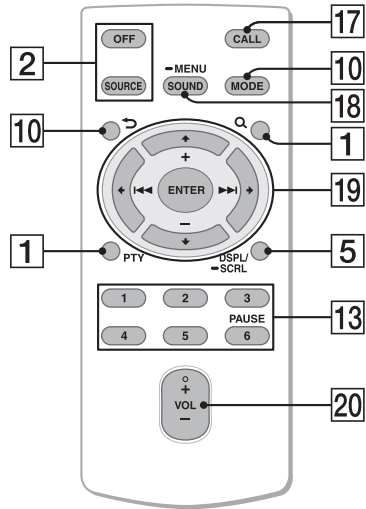 17
OFF
CALL
2
– MENU
10
SOURCE
SOUND
MODE
18
10
1
+
ENTER
19
–
1
PTY
DSPL/
– SCRL
5
1
2
3
13
PAUSE
4
5
6
+
VOL
20
–